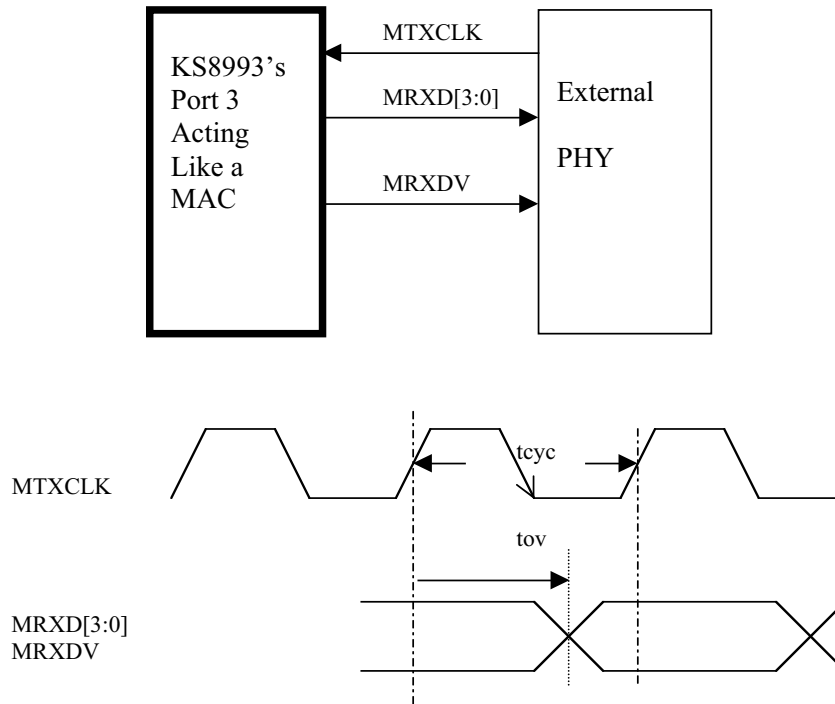 KS8993’s
Port 3
Acting
Like a
MAC
MTXCLK
MRXD[3:0]
MRXDV
External
PHY
MTXCLK
tcyc
tov
MRXD[3:0]
MRXDV